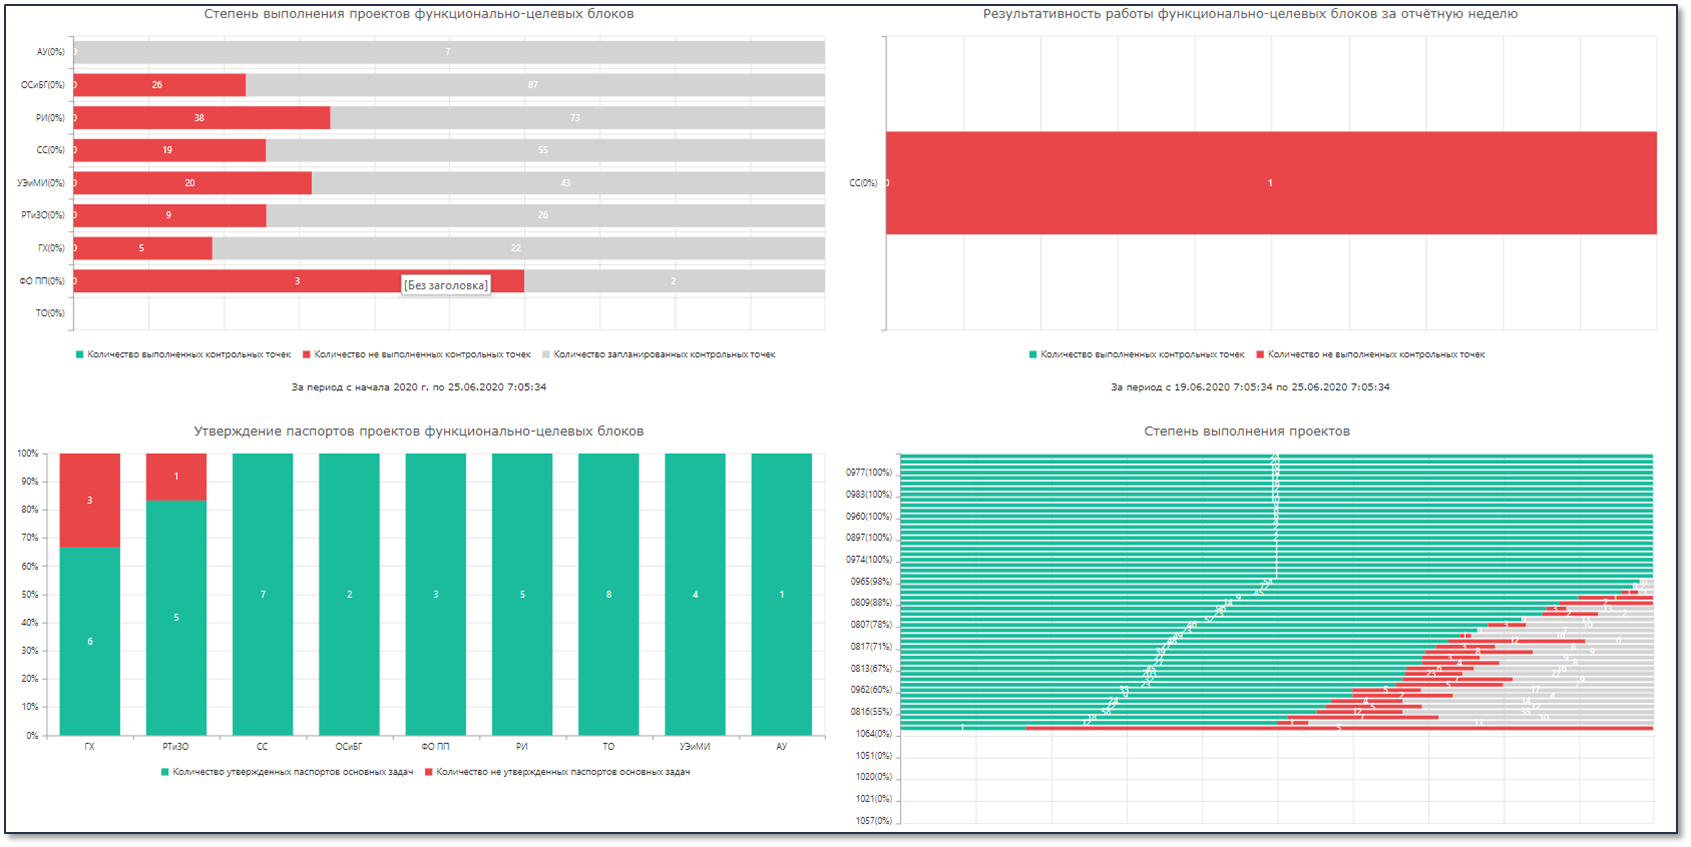 Степень выполнения проектов функционально-целевых блоков
АУ(0%) 0 7
ОСиБГ(0%) 0 26 87
РИ(0%) 0 38 73
СС(0%) 0 19 55
УЭиМИ(0%) 0 20 43
РТиЗО(0%) 0 9 26
ГХ(0%) 0 5 22
ФО ПП(0%) 0 3 2
[Без заголовка]
ТО(0%)
Количество выполненных контрольных точек Количество не выполненных контрольных точек Количество запланированных контрольных точек
За период с начала 2020 г. по 25.06.2020 7:05:34
Результативность работы функционально-целевых блоков за отчётную неделю
СС(0%) 0 1
Количество выполненных контрольных точек Количество не выполненных контрольных точек
За период с 19.06.2020 7:05:34 по 25.06.2020 7:05:34
Утверждение паспортов проектов функционально-целевых блоков
100%
90%
80%
70%
60%
50%
40%
30%
20%
10%
0%
3 1
6 5 7 2 3 5 8 4 1
ГХ РТиЗО СС ОСиБГ ФО ПП РИ ТО УЭиМИ АУ
Количество утвержденных паспортов основных задач Количество не утвержденных паспортов основных задач
Степень выполнения проектов
0977(100%)
0983(100%)
0960(100%)
0897(100%)
0974(100%)
0965(98%)
0809(88%)
0807(78%)
0817(71%)
0813(67%)
0962(60%)
0816(55%)
1064(0%)
1051(0%)
1020(0%)
1021(0%)
1057(0%)